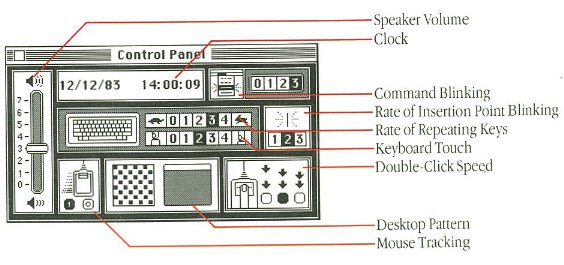 Speaker Volume
Clock
Control Panel
12/12/83 14:00:09
0 1 2 3
Command Blinking
7
6
5
4
3
2
1
0
0 1 2 3 4
Rate of Insertion Point Blinking
Rate of Repeating Keys
0 1 2 3 4
1 2 3
Keyboard Touch
Double-Click Speed
1 0
Desktop Pattern
Mouse Tracking